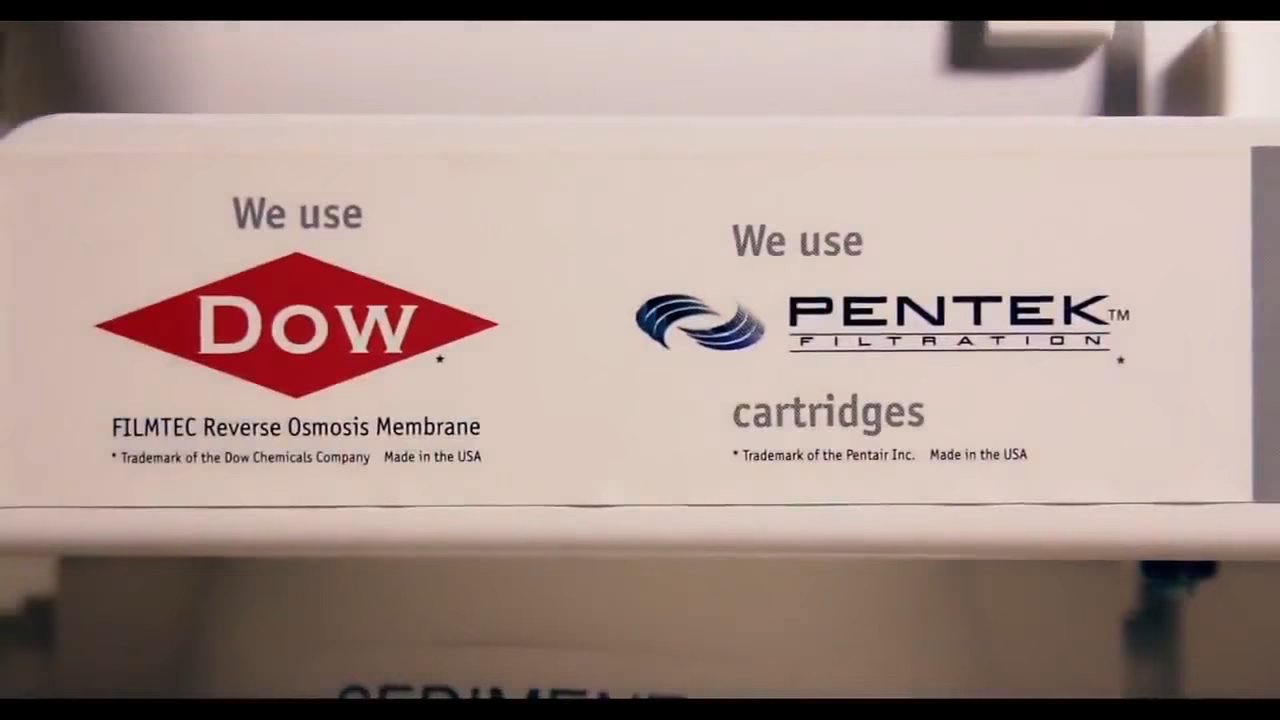 We use
DOW
*
FILMTEC Reverse Osmosis Membrane
* Trademark of the Dow Chemicals Company Made in the USA
We use
PENTEK™
FILTRATION
*
cartridges
* Trademark of the Pentair Inc. Made in the USA
SEDIMENT